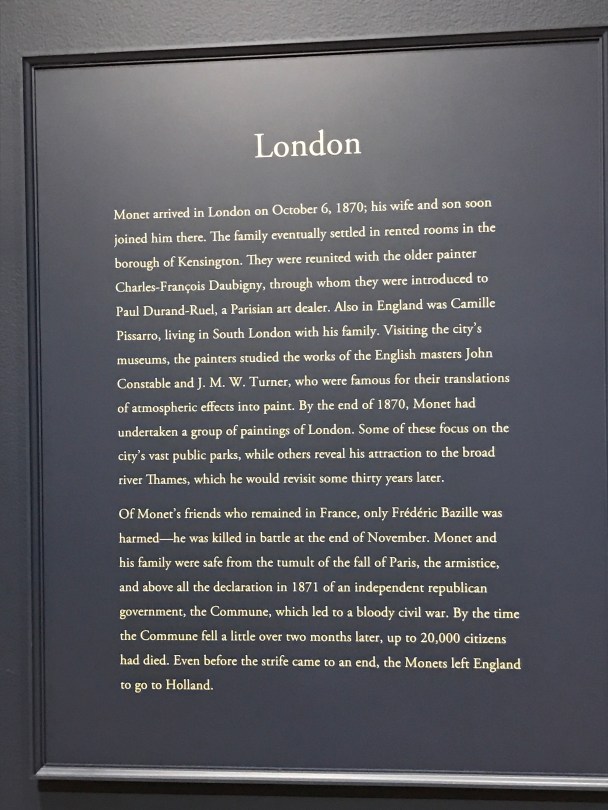 London
Monet arrived in London on October 6, 1870; his wife and son soon
joined him there. The family eventually settled in rented rooms in the
borough of Kensington. They were reunited with the older painter
Charles-François Daubigny, through whom they were introduced to
Paul Durand-Ruel, a Parisian art dealer. Also in England was Camille
Pissarro, living in South London with his family. Visiting the city's
museums, the painters studied the works of the English masters John
Constable and J. M. W. Turner, who were famous for their translations
of atmospheric effects into paint. By the end of 1870, Monet had
undertaken a group of paintings of London. Some of these focus on the
city's vast public parks, while others reveal his attraction to the broad
river Thames, which he would revisit some thirty years later.
Of Monet's friends who remained in France, only Frédéric Bazille was
harmed—he was killed in battle at the end of November. Monet and
his family were safe from the tumult of the fall of Paris, the armistice,
and above all the declaration in 1871 of an independent republican
government, the Commune, which led to a bloody civil war. By the time
the Commune fell a little over two months later, up to 20,000 citizens
had died. Even before the strife came to an end, the Monets left England
to go to Holland.